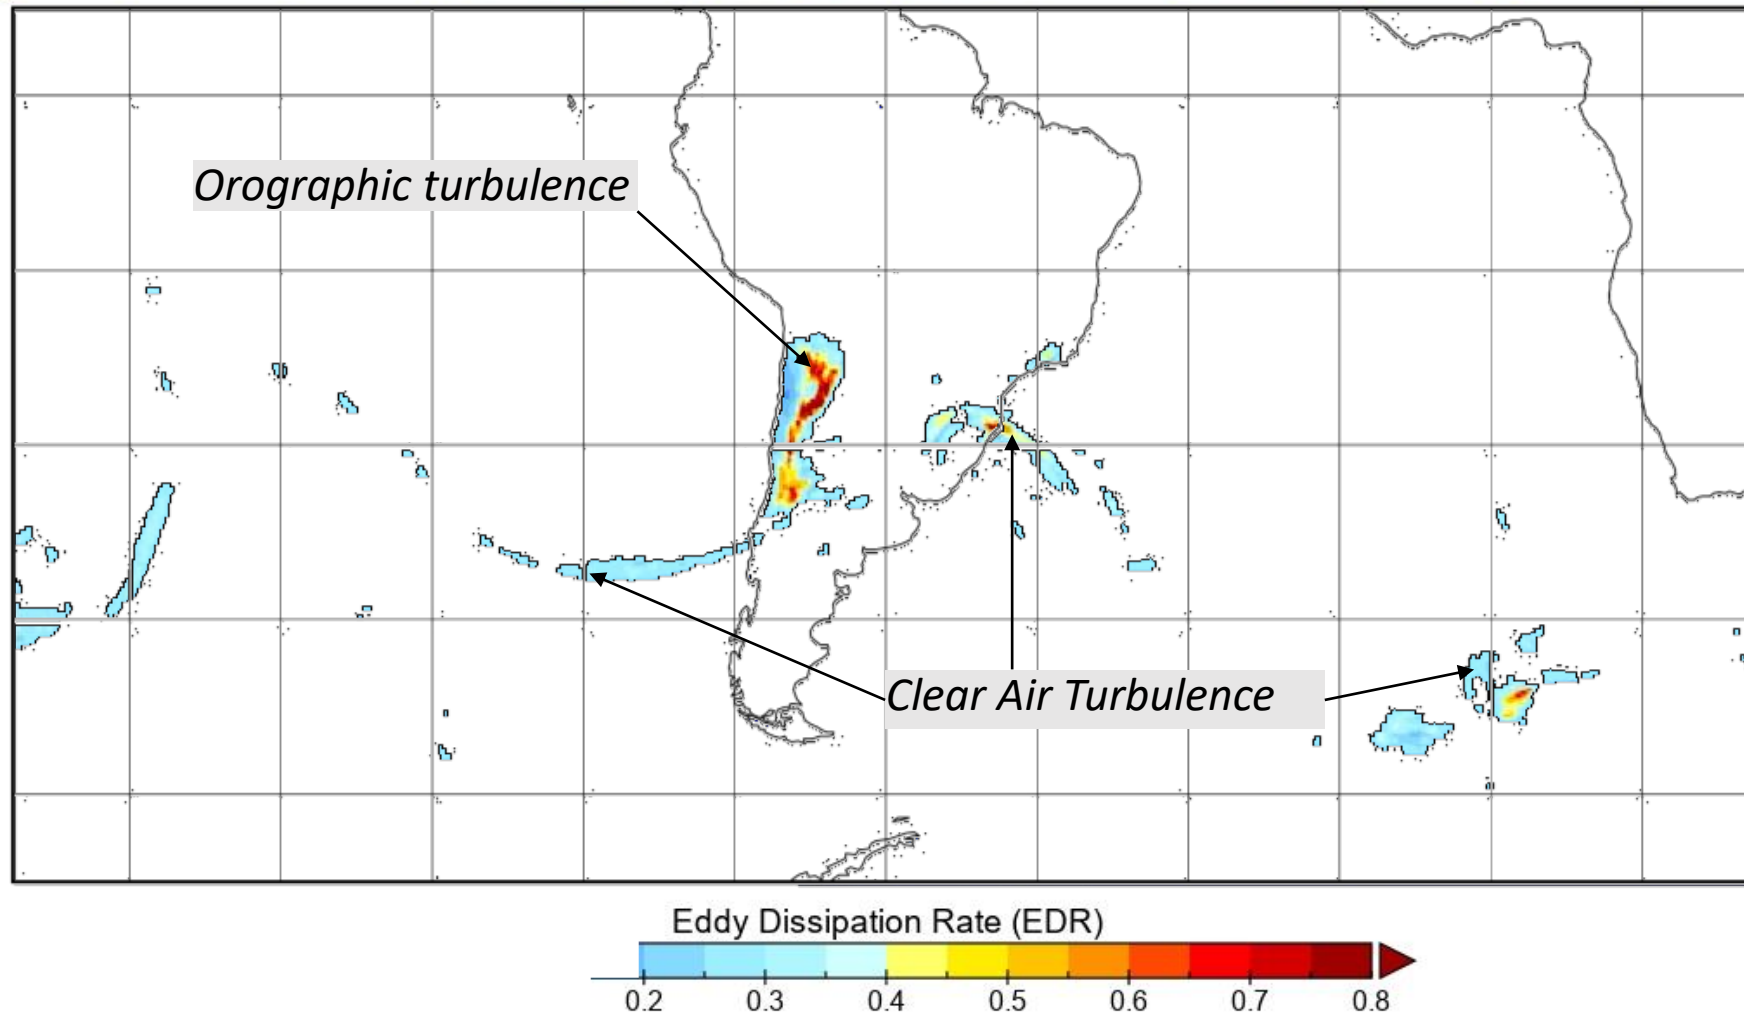 Orographic turbulence
Clear Air Turbulence
Eddy Dissipation Rate (EDR)
0.2 0.3 0.4 0.5 0.6 0.7 0.8